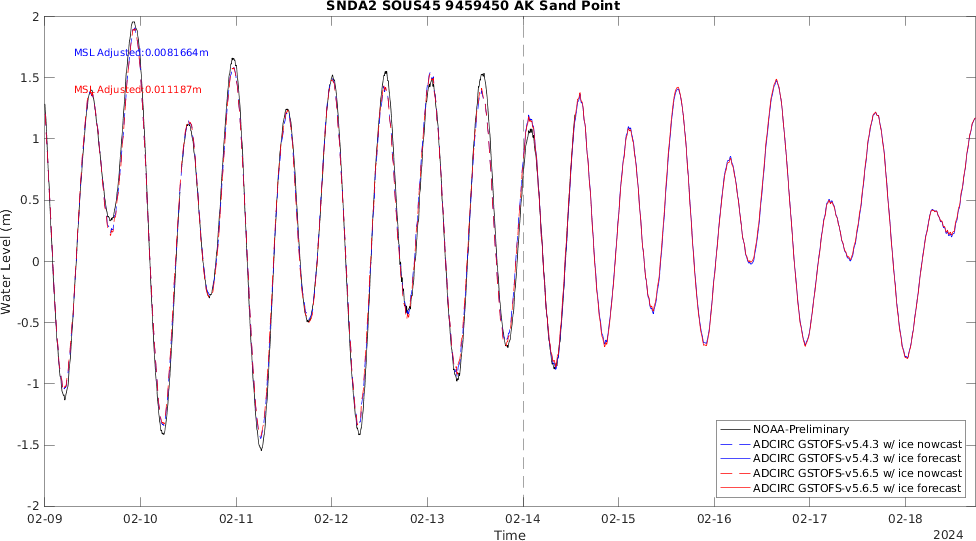 SNDA2 SOUS45 9459450 AK Sand Point
2
1.5
1
0.5
0
-0.5
-1
-1.5
-2
Water Level (m)
MSL Adjusted:0.0081664m
MSL Adjusted:0.011187m
NOAA-Preliminary
ADCIRC GSTOFS-v5.4.3 w/ ice nowcast
ADCIRC GSTOFS-v5.4.3 w/ ice forecast
ADCIRC GSTOFS-v5.6.5 w/ ice nowcast
ADCIRC GSTOFS-v5.6.5 w/ ice forecast
02-09 02-10 02-11 02-12 02-13 02-14 02-15 02-16 02-17 02-18
Time
2024